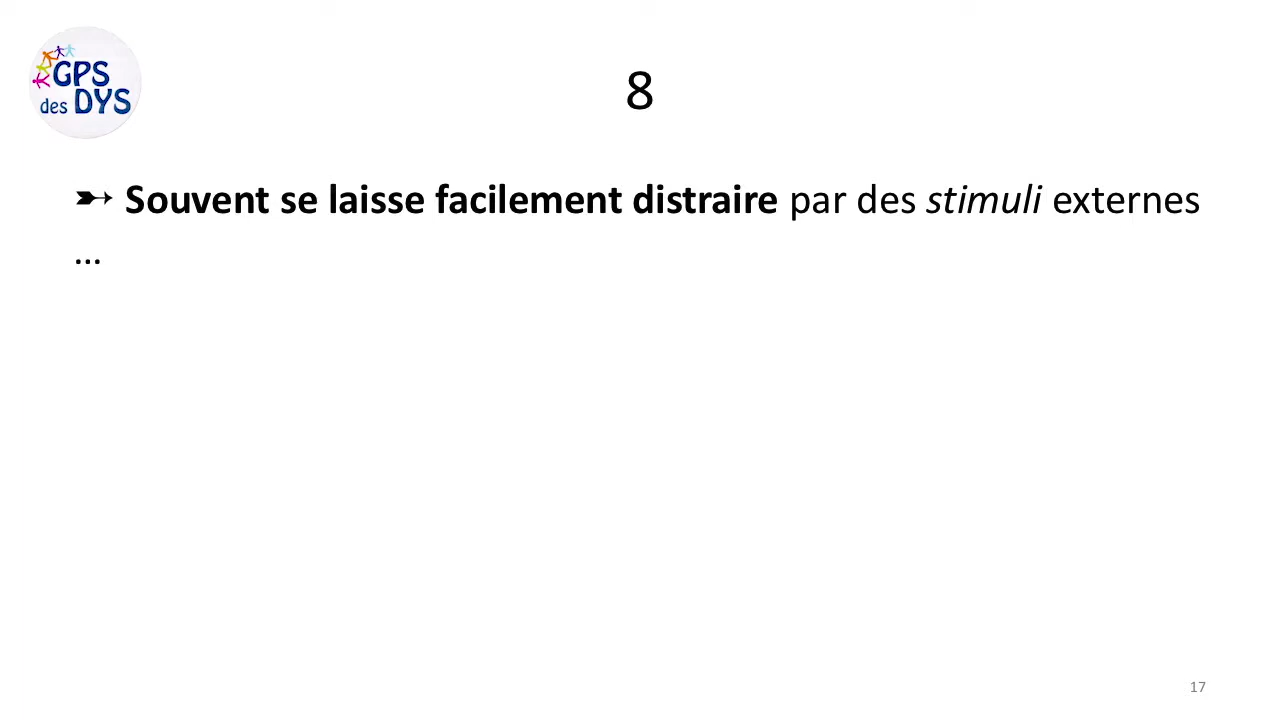 GPS
des DYS
8
➵ Souvent se laisse facilement distraire par des stimuli externes
…
17